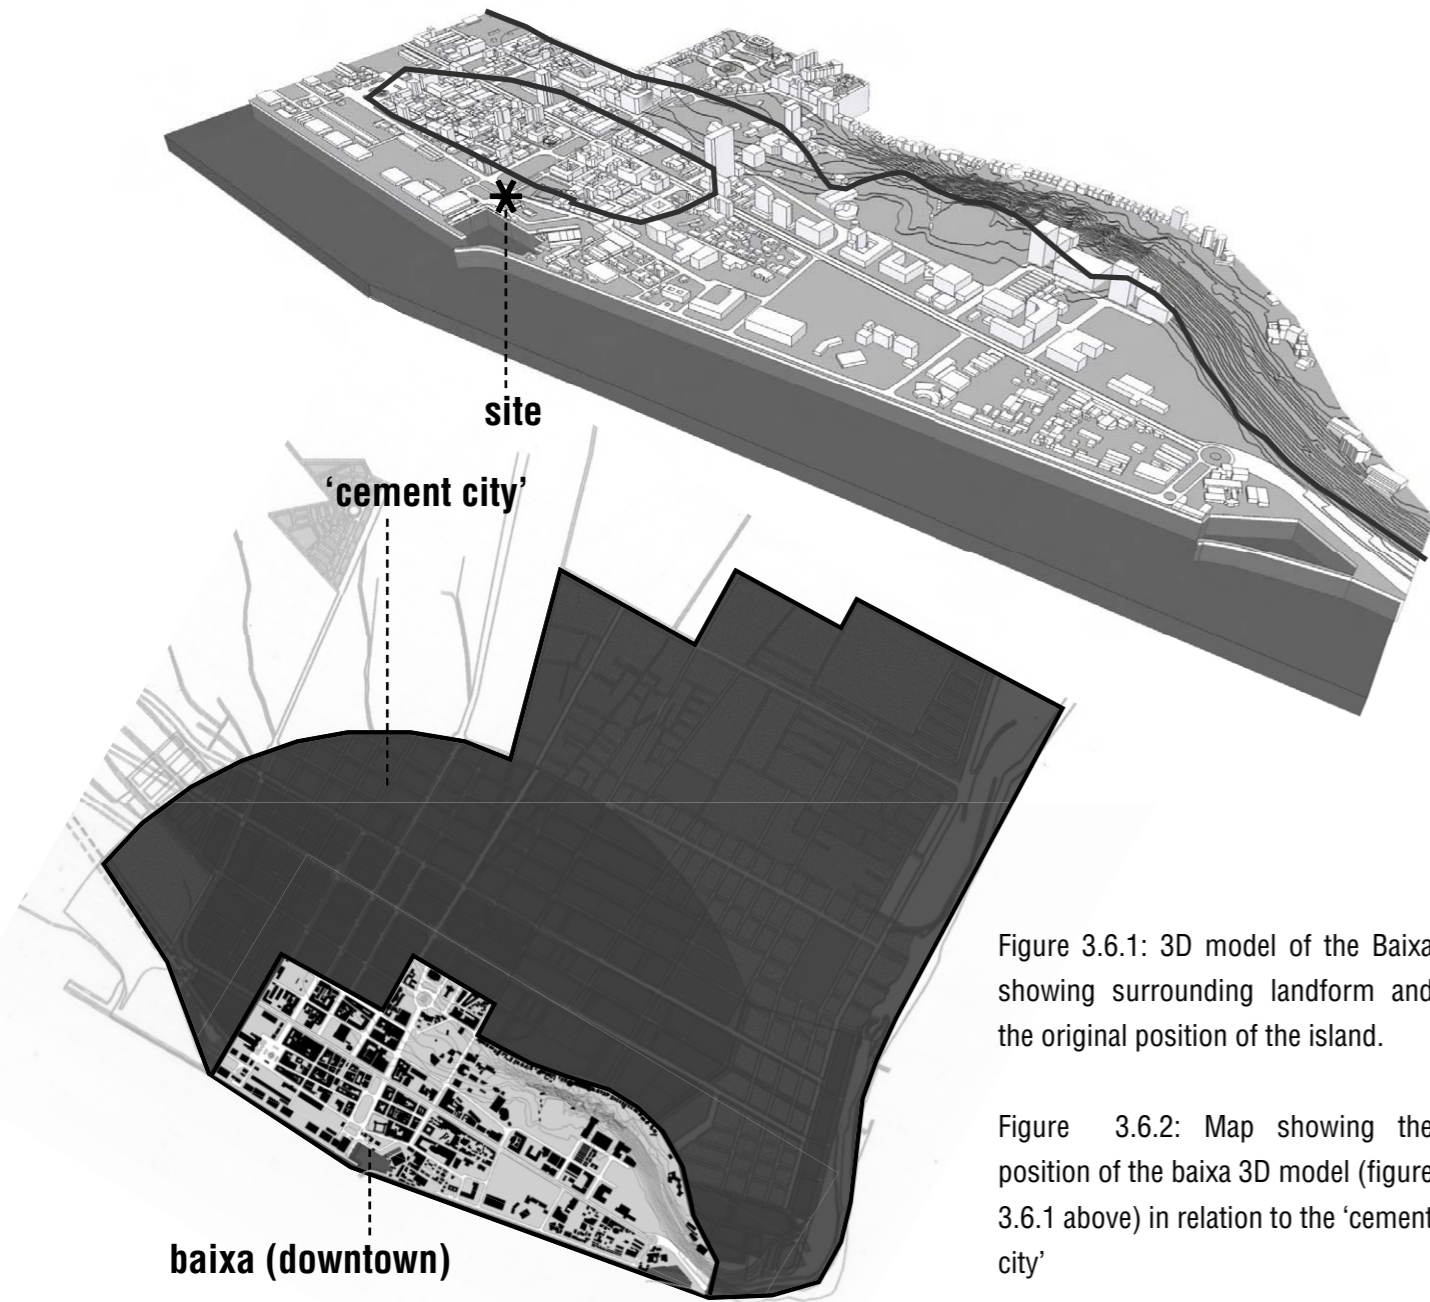 site
‘cement city’
baixa (downtown)
Figure 3.6.1: 3D model of the Baixa
showing surrounding landform and
the original position of the island.
Figure 3.6.2: Map showing the
position of the baixa 3D model (figure
3.6.1 above) in relation to the ‘cement
city’